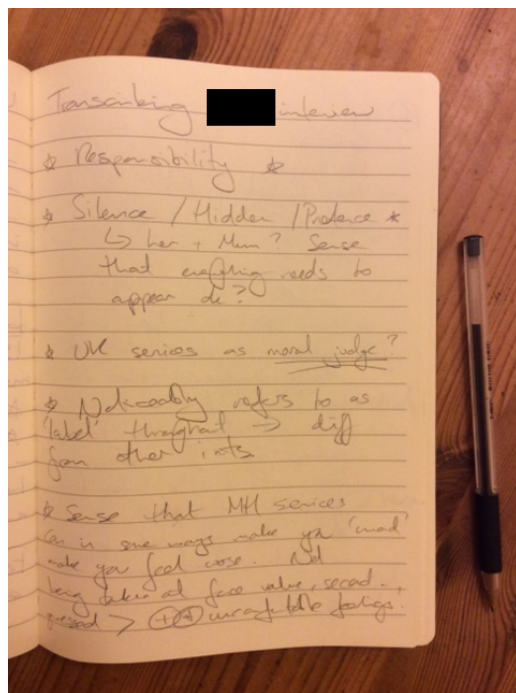 Transcribing interview
* Responsibility *
* Silence / Hidden / Pretence *
↳ her + Mum? Sense
that everything needs to
appear ok?
* UK services as moral judge?
* Noticeably refers to as
'label' throughout → diff
from other ints
* Sense that MH services
can in some ways make you 'mad'
make you feel worse. Not
being taken at face value, second
guessed > ++ uncomfortable feelings.